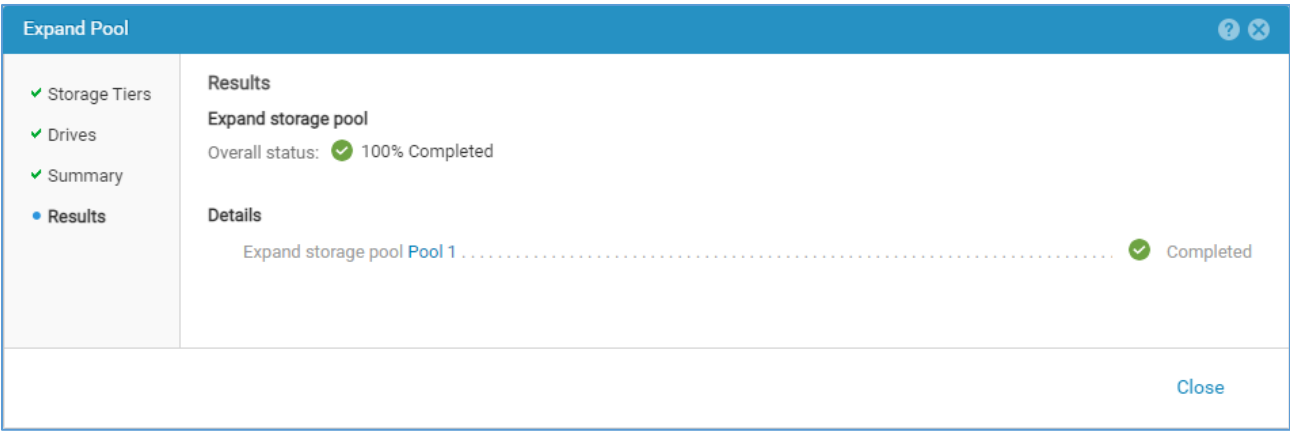 Expand Pool
Storage Tiers
Drives
Summary
Results
Results
Expand storage pool
Overall status: 100% Completed
Details
Expand storage pool Pool 1 Completed
Close